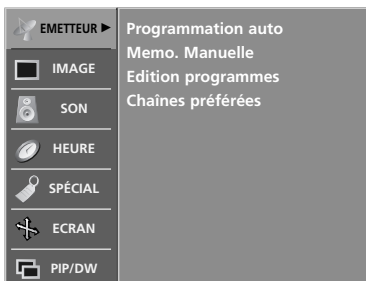 EMETTEUR ►
IMAGE
SON
HEURE
SPÉCIAL
ECRAN
PIP/DW
Programmation auto
Memo. Manuelle
Edition programmes
Chaînes préférées